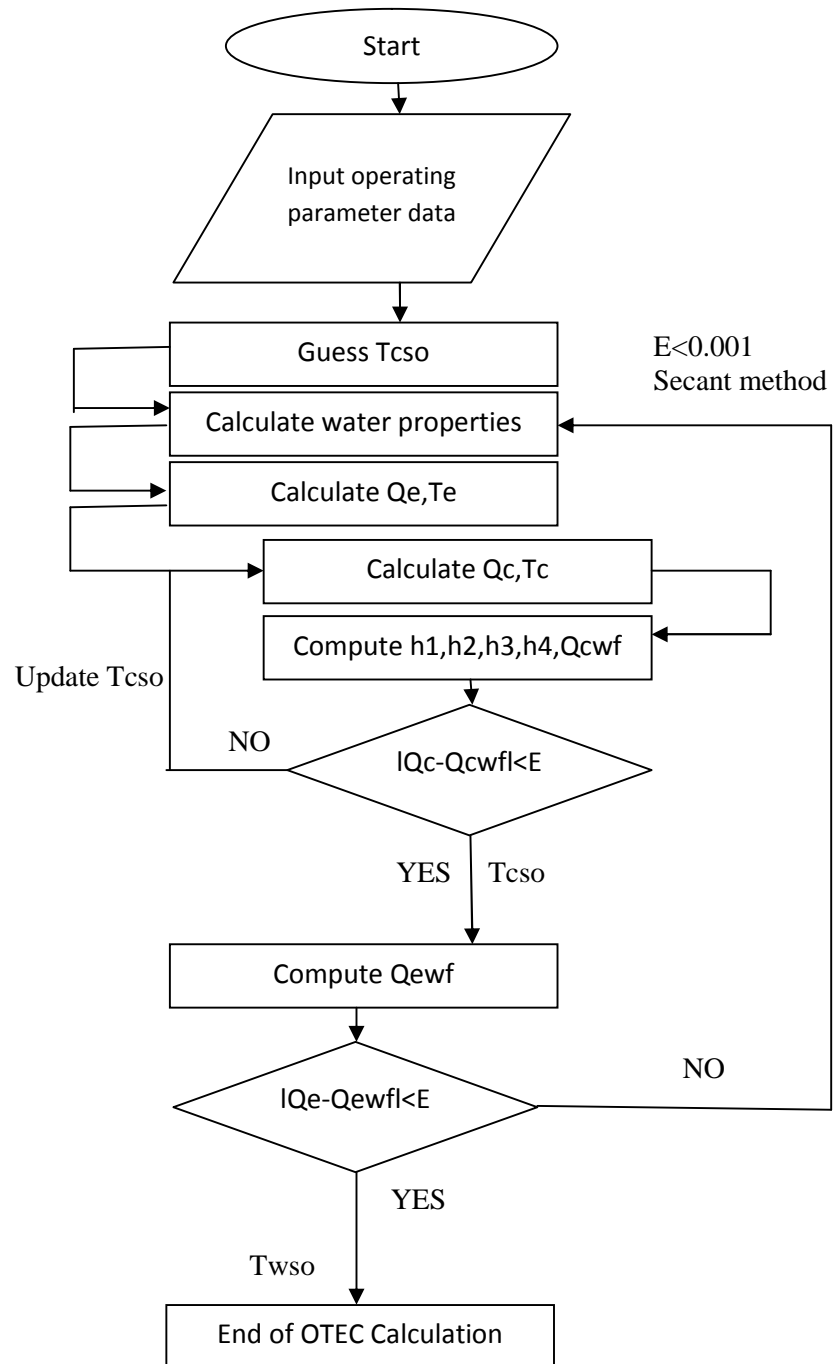 Start
Input operating
parameter data
Guess Tcso
E<0.001
Secant method
Calculate water properties
Calculate Qe,Te
Calculate Qc,Tc
Compute h1,h2,h3,h4,Qcwf
Update Tcso
NO
lQc-Qcwfl<E
YES
Tcso
Compute Qewf
lQe-Qewfl<E
NO
YES
Twso
End of OTEC Calculation